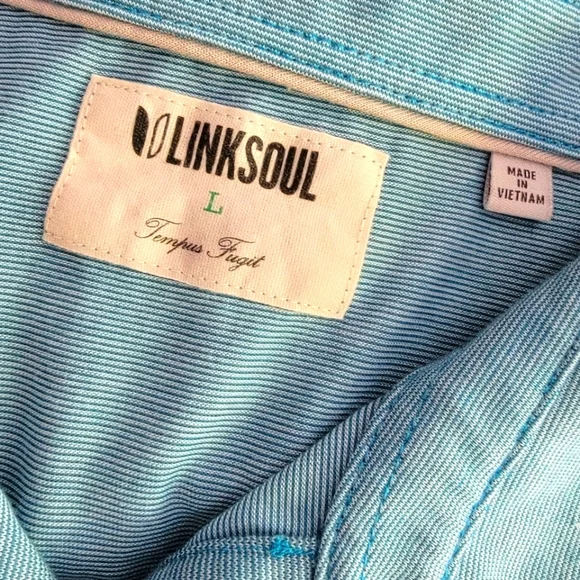 LINKSOUL
L
Tempus Fugit
MADE
IN
VIETNAM